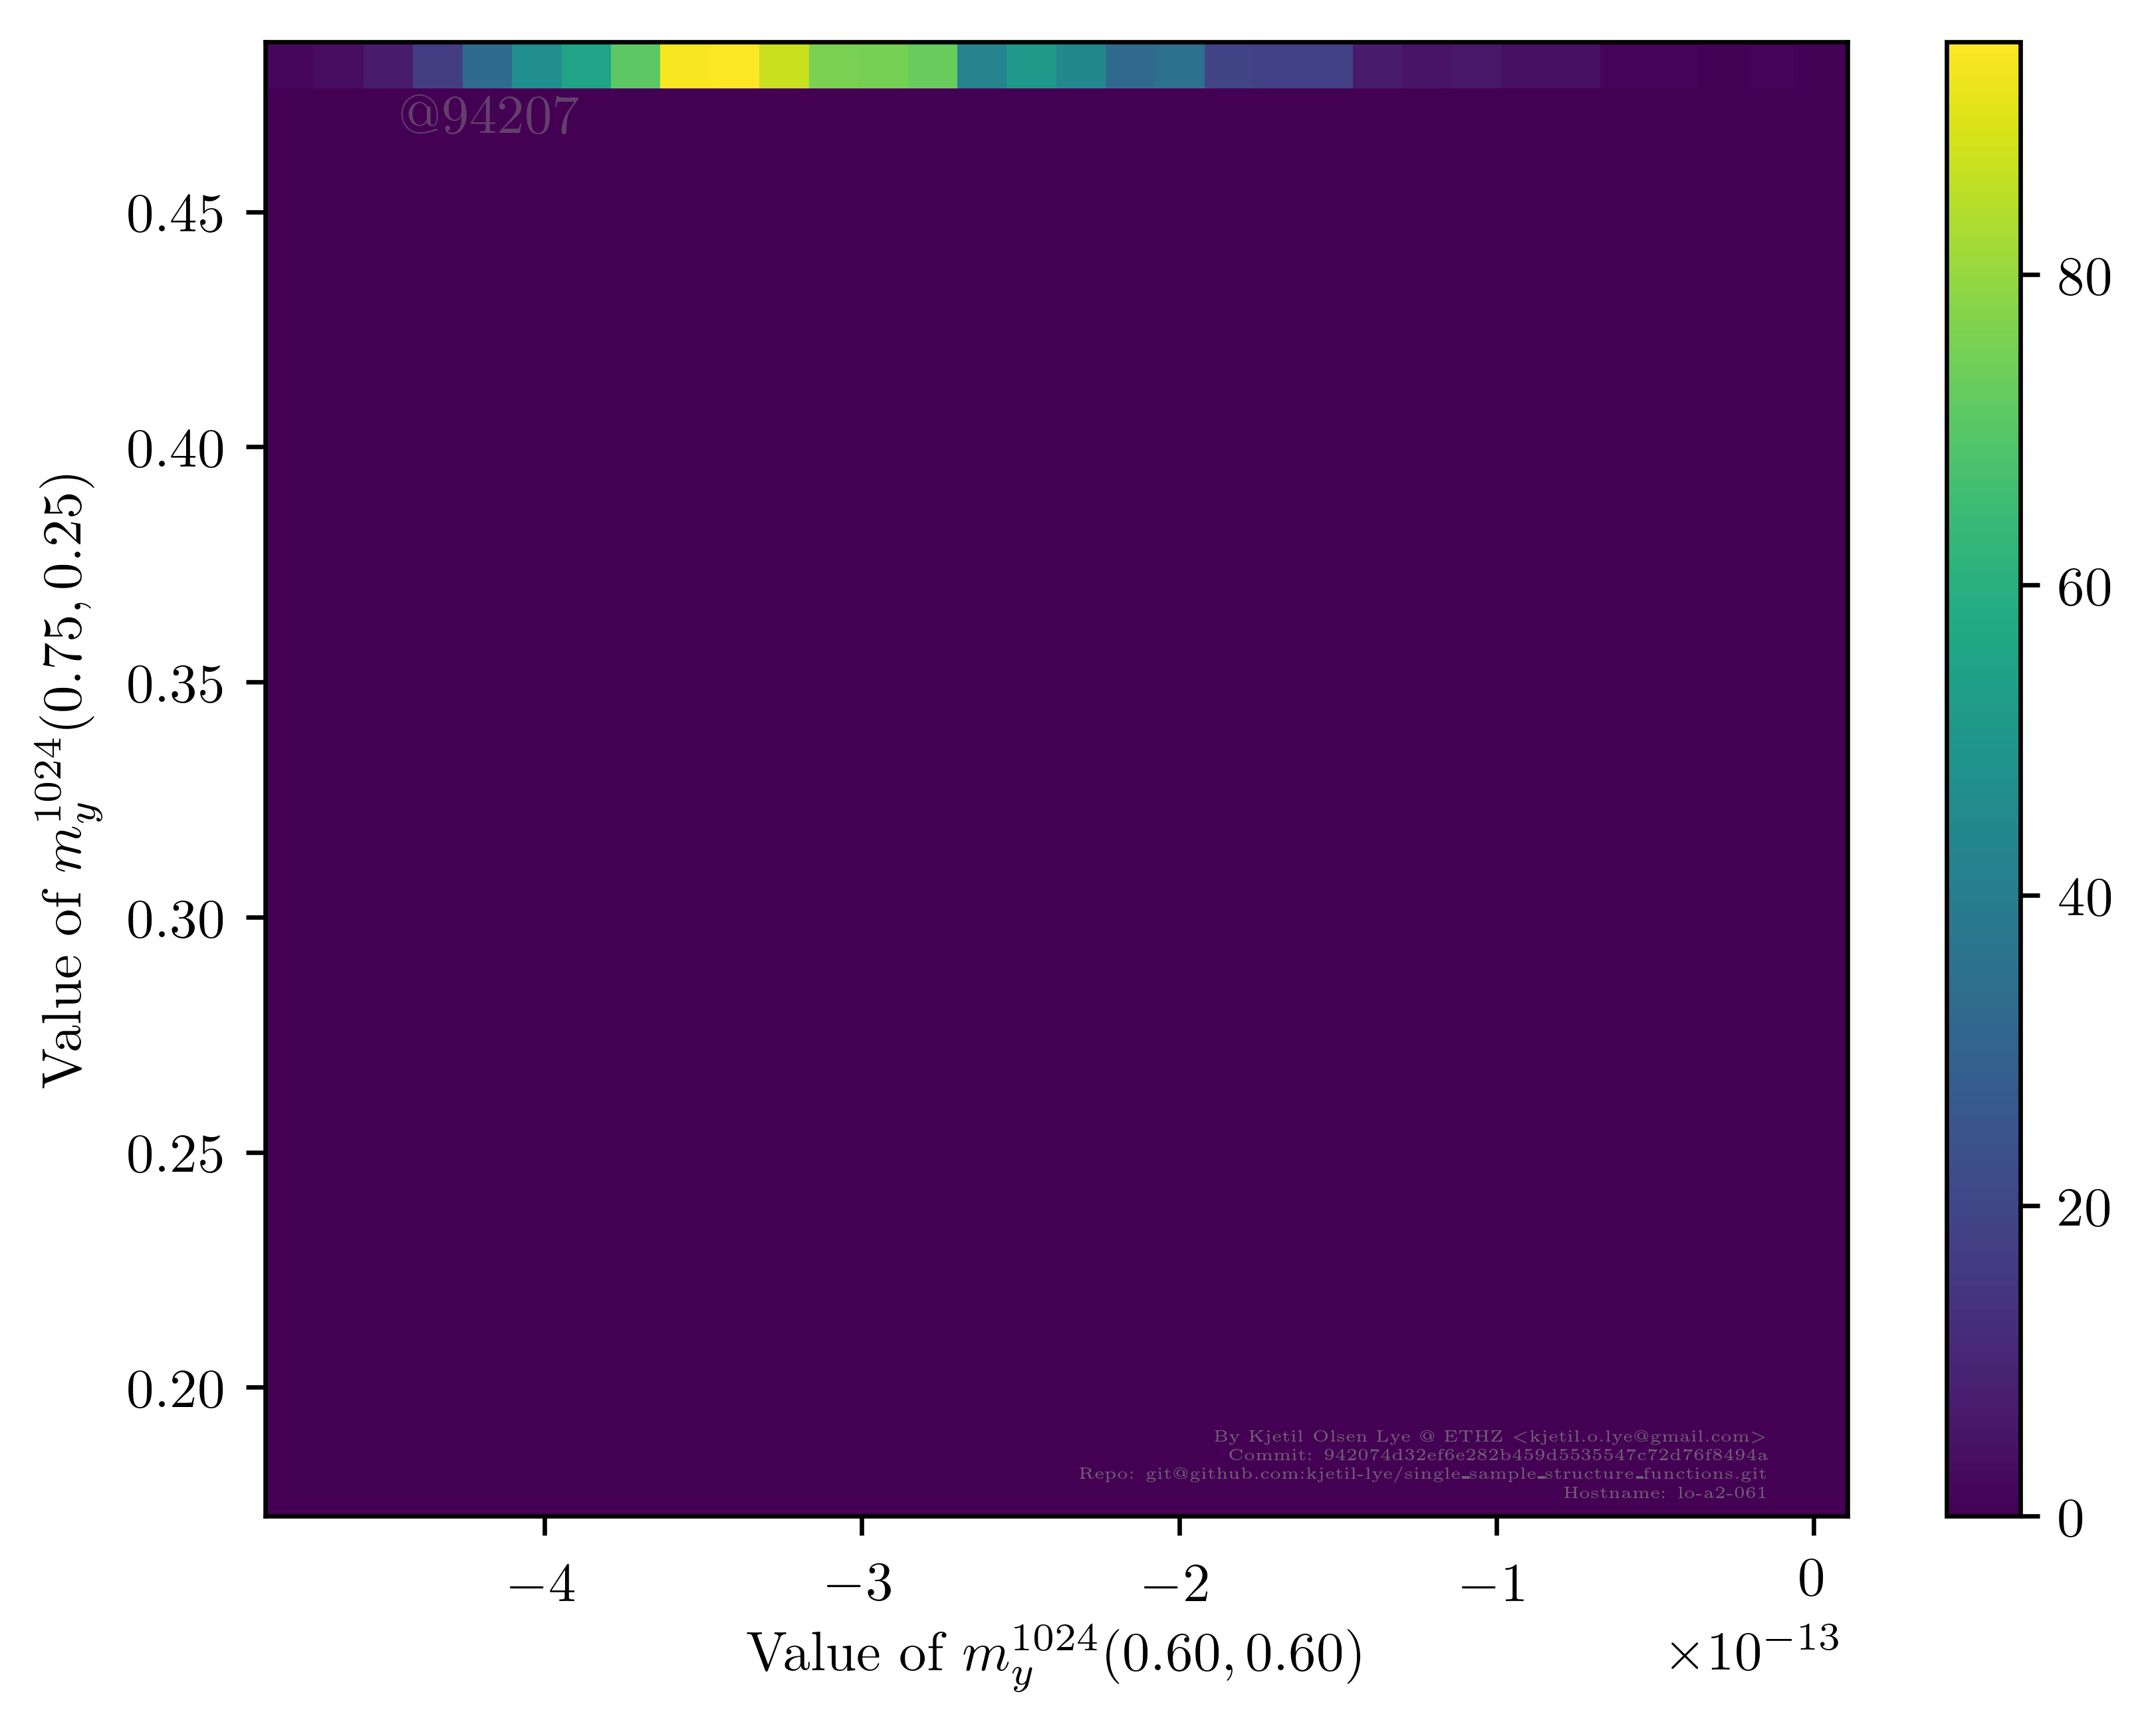 @94207
0.45
0.40
0.35
0.30
0.25
0.20
Value of m_y^{1024}(0.75, 0.25)
80
60
40
20
0
By Kjetil Olsen Lye @ ETHZ <kjetil.o.lye@gmail.com>
Commit: 942074d32ef6e282b459d5535547c72d76f8494a
Repo: git@github.com:kjetil-lye/single_sample_structure_functions.git
Hostname: lo-a2-061
−4 −3 −2 −1 0
Value of m_y^{1024}(0.60, 0.60)
×10^{−13}